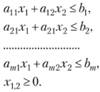 a₁₁x₁ + a₁₂x₂ ≤ b₁,
a₂₁x₁ + a₂₂x₂ ≤ b₂,
..............................
aₘ₁x₁ + aₘ₂x₂ ≤ bₘ,
x₁,₂ ≥ 0.